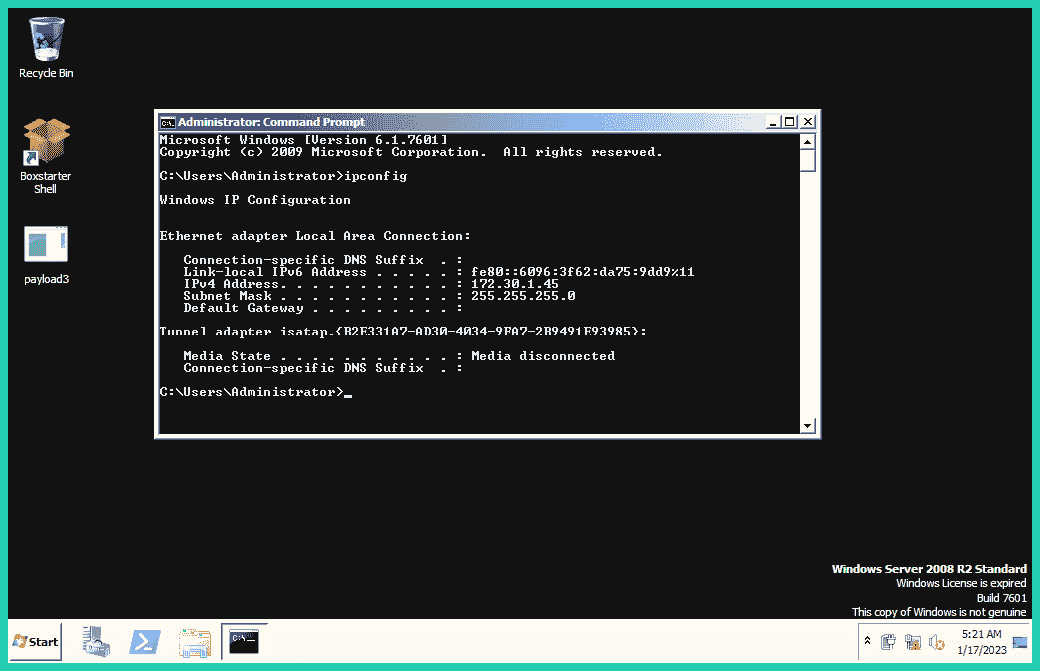 Recycle Bin
Boxstarter
Shell
payload3
Administrator: Command Prompt
Microsoft Windows [Version 6.1.7601]
Copyright (c) 2009 Microsoft Corporation.  All rights reserved.
C:\Users\Administrator>ipconfig
Windows IP Configuration
Ethernet adapter Local Area Connection:
Connection-specific DNS Suffix  . :
Link-local IPv6 Address . . . . . : fe80::6096:3f62:da75:9dd9%11
IPv4 Address. . . . . . . . . . . : 172.30.1.45
Subnet Mask . . . . . . . . . . . : 255.255.255.0
Default Gateway . . . . . . . . . :
Tunnel adapter isatap.{B2E331A7-AD30-4034-9FA7-2B9491E93985}:
Media State . . . . . . . . . . . : Media disconnected
Connection-specific DNS Suffix  . :
C:\Users\Administrator>_
Windows Server 2008 R2 Standard
Windows License is expired
Build 7601
This copy of Windows is not genuine
Start
C:\_
5:21 AM
1/17/2023